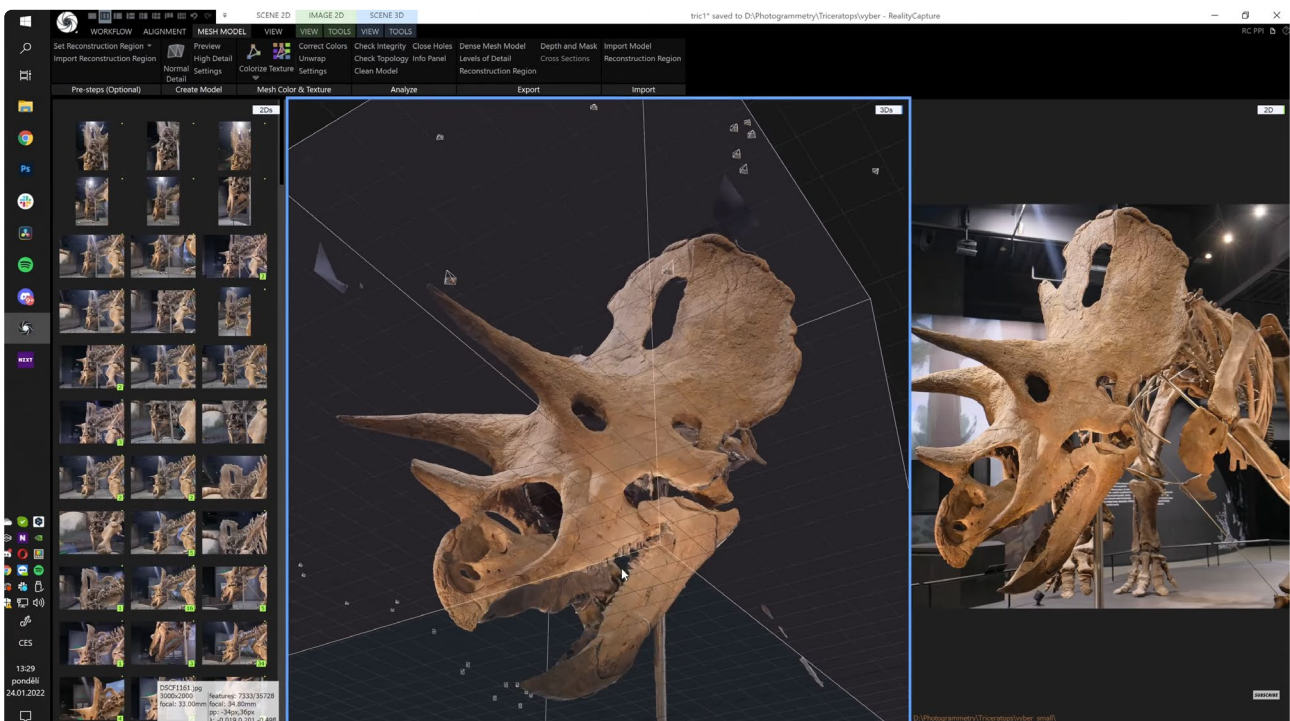 SCENE 2D IMAGE 2D SCENE 3D
tric1* saved to D:\Photogrammetry\Triceratops\vyber - RealityCapture
WORKFLOW ALIGNMENT MESH MODEL VIEW VIEW TOOLS VIEW TOOLS
RC PPI
Set Reconstruction Region
Import Reconstruction Region
Normal
Detail
Preview
High Detail
Settings
Colorize Texture
Correct Colors
Unwrap
Settings
Check Integrity Close Holes
Check Topology Info Panel
Clean Model
Dense Mesh Model
Levels of Detail
Reconstruction Region
Depth and Mask
Cross Sections
Import Model
Reconstruction Region
Pre-steps (Optional) Create Model Mesh Color & Texture Analyze Export Import
2Ds
3Ds
2D
Ps
NZXT
CES
13:29
pondělí
24.01.2022
DSCF1161.jpg
3000x2000 features: 7333/35728
focal: 33.00mm focal: 34.80mm
pp: -34px,36px
SUBSCRIBE
D:\Photogrammetry\Triceratops\vyber_small\